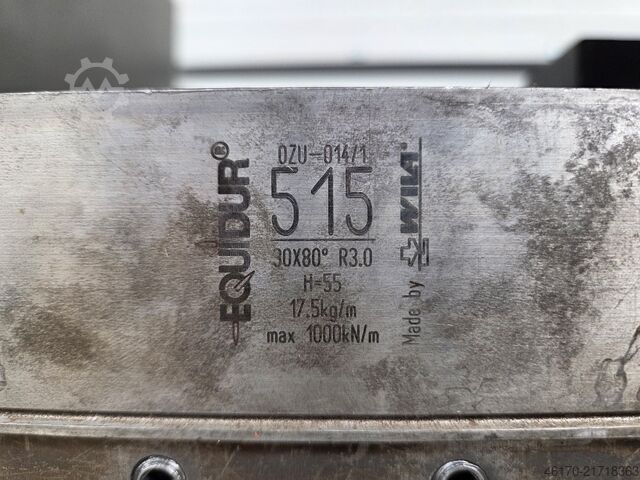 EQUIDUR®
OZU-014/1
515
30X80° R3.0
H=55
17.5kg/m
max 1000kN/m
Made by WILA
46170-21718363